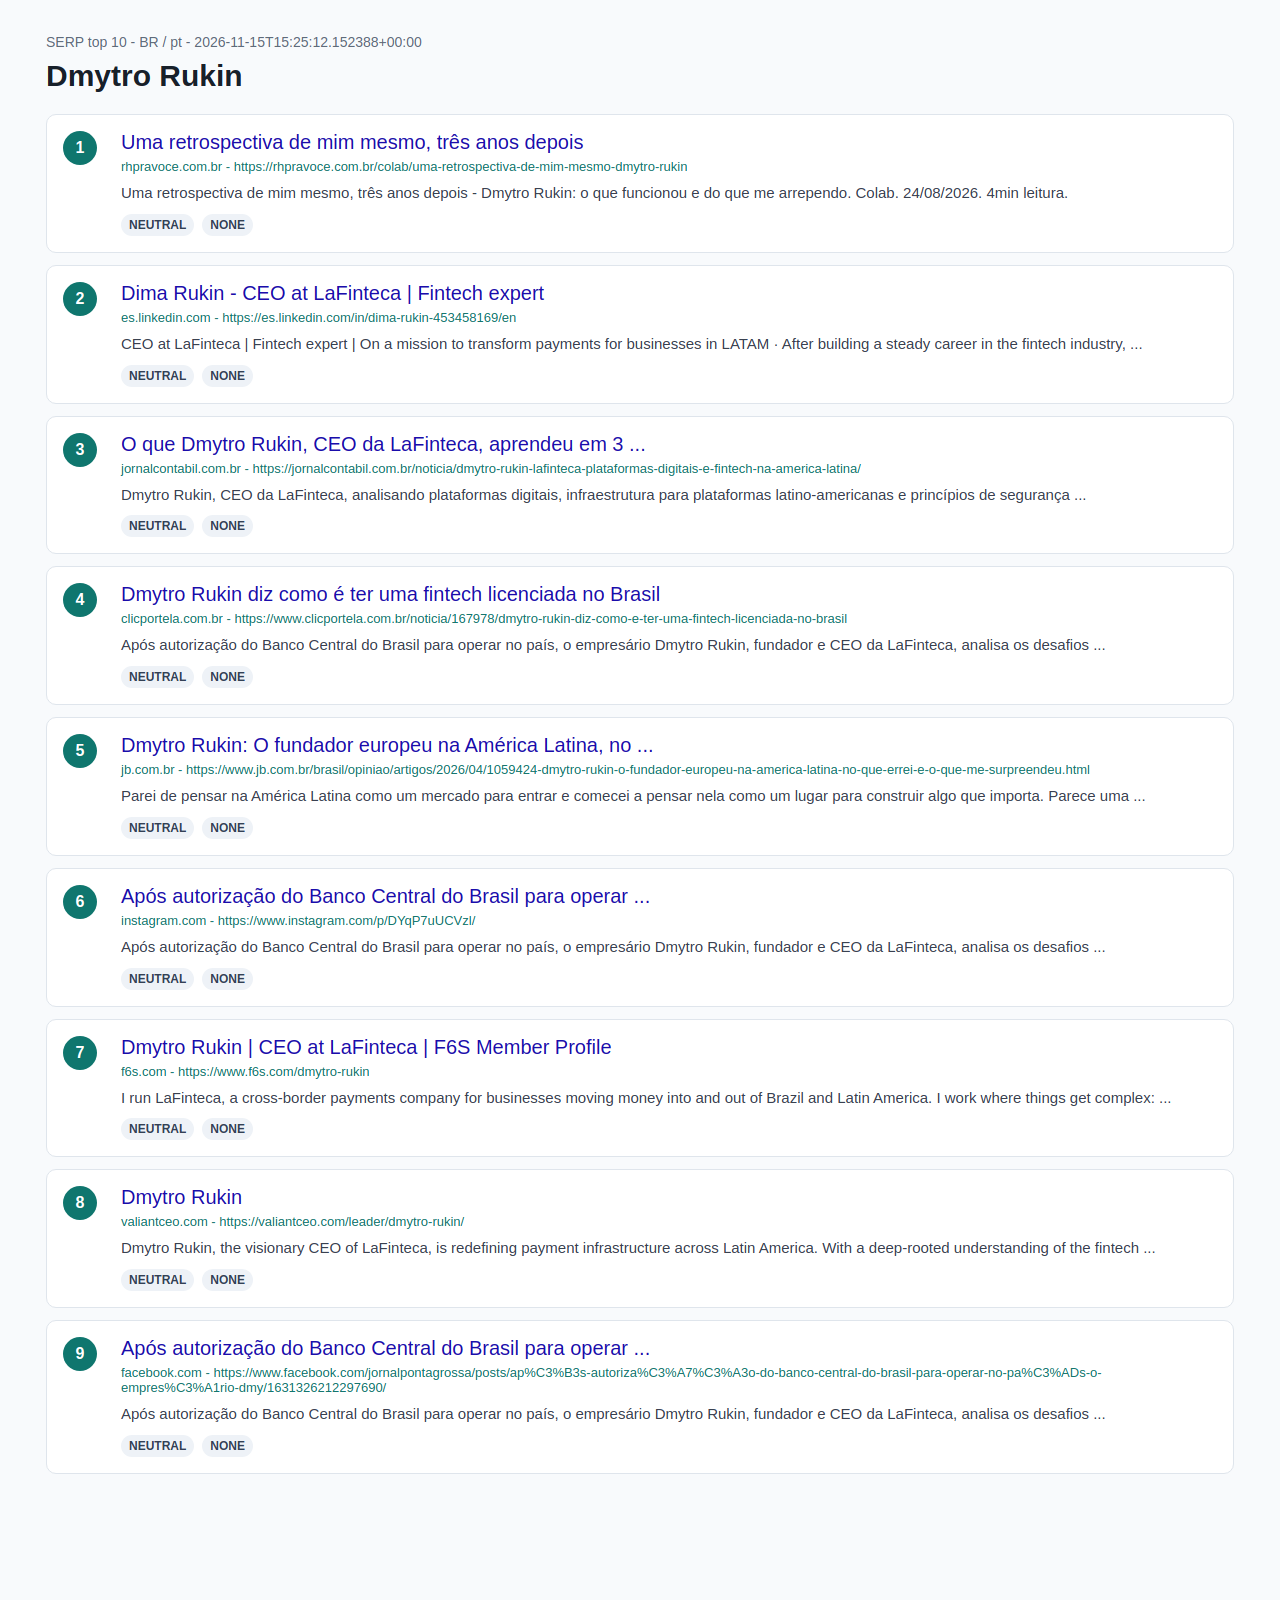 SERP top 10 - BR / pt - 2026-11-15T15:25:12.152388+00:00
Dmytro Rukin
1
Uma retrospectiva de mim mesmo, três anos depois
rhpravoce.com.br - https://rhpravoce.com.br/colab/uma-retrospectiva-de-mim-mesmo-dmytro-rukin
Uma retrospectiva de mim mesmo, três anos depois - Dmytro Rukin: o que funcionou e do que me arrependo. Colab. 24/08/2026. 4min leitura.
NEUTRAL NONE
2
Dima Rukin - CEO at LaFinteca | Fintech expert
es.linkedin.com - https://es.linkedin.com/in/dima-rukin-453458169/en
CEO at LaFinteca | Fintech expert | On a mission to transform payments for businesses in LATAM · After building a steady career in the fintech industry, ...
NEUTRAL NONE
3
O que Dmytro Rukin, CEO da LaFinteca, aprendeu em 3 ...
jornalcontabil.com.br - https://jornalcontabil.com.br/noticia/dmytro-rukin-lafinteca-plataformas-digitais-e-fintech-na-america-latina/
Dmytro Rukin, CEO da LaFinteca, analisando plataformas digitais, infraestrutura para plataformas latino-americanas e princípios de segurança ...
NEUTRAL NONE
4
Dmytro Rukin diz como é ter uma fintech licenciada no Brasil
clicportela.com.br - https://www.clicportela.com.br/noticia/167978/dmytro-rukin-diz-como-e-ter-uma-fintech-licenciada-no-brasil
Após autorização do Banco Central do Brasil para operar no país, o empresário Dmytro Rukin, fundador e CEO da LaFinteca, analisa os desafios ...
NEUTRAL NONE
5
Dmytro Rukin: O fundador europeu na América Latina, no ...
jb.com.br - https://www.jb.com.br/brasil/opiniao/artigos/2026/04/1059424-dmytro-rukin-o-fundador-europeu-na-america-latina-no-que-errei-e-o-que-me-surpreendeu.html
Parei de pensar na América Latina como um mercado para entrar e comecei a pensar nela como um lugar para construir algo que importa. Parece uma ...
NEUTRAL NONE
6
Após autorização do Banco Central do Brasil para operar ...
instagram.com - https://www.instagram.com/p/DYqP7uUCVzl/
Após autorização do Banco Central do Brasil para operar no país, o empresário Dmytro Rukin, fundador e CEO da LaFinteca, analisa os desafios ...
NEUTRAL NONE
7
Dmytro Rukin | CEO at LaFinteca | F6S Member Profile
f6s.com - https://www.f6s.com/dmytro-rukin
I run LaFinteca, a cross-border payments company for businesses moving money into and out of Brazil and Latin America. I work where things get complex: ...
NEUTRAL NONE
8
Dmytro Rukin
valiantceo.com - https://valiantceo.com/leader/dmytro-rukin/
Dmytro Rukin, the visionary CEO of LaFinteca, is redefining payment infrastructure across Latin America. With a deep-rooted understanding of the fintech ...
NEUTRAL NONE
9
Após autorização do Banco Central do Brasil para operar ...
facebook.com - https://www.facebook.com/jornalpontagrossa/posts/ap%C3%B3s-autoriza%C3%A7%C3%A3o-do-banco-central-do-brasil-para-operar-no-pa%C3%ADs-o-
empres%C3%A1rio-dmy/1631326212297690/
Após autorização do Banco Central do Brasil para operar no país, o empresário Dmytro Rukin, fundador e CEO da LaFinteca, analisa os desafios ...
NEUTRAL NONE